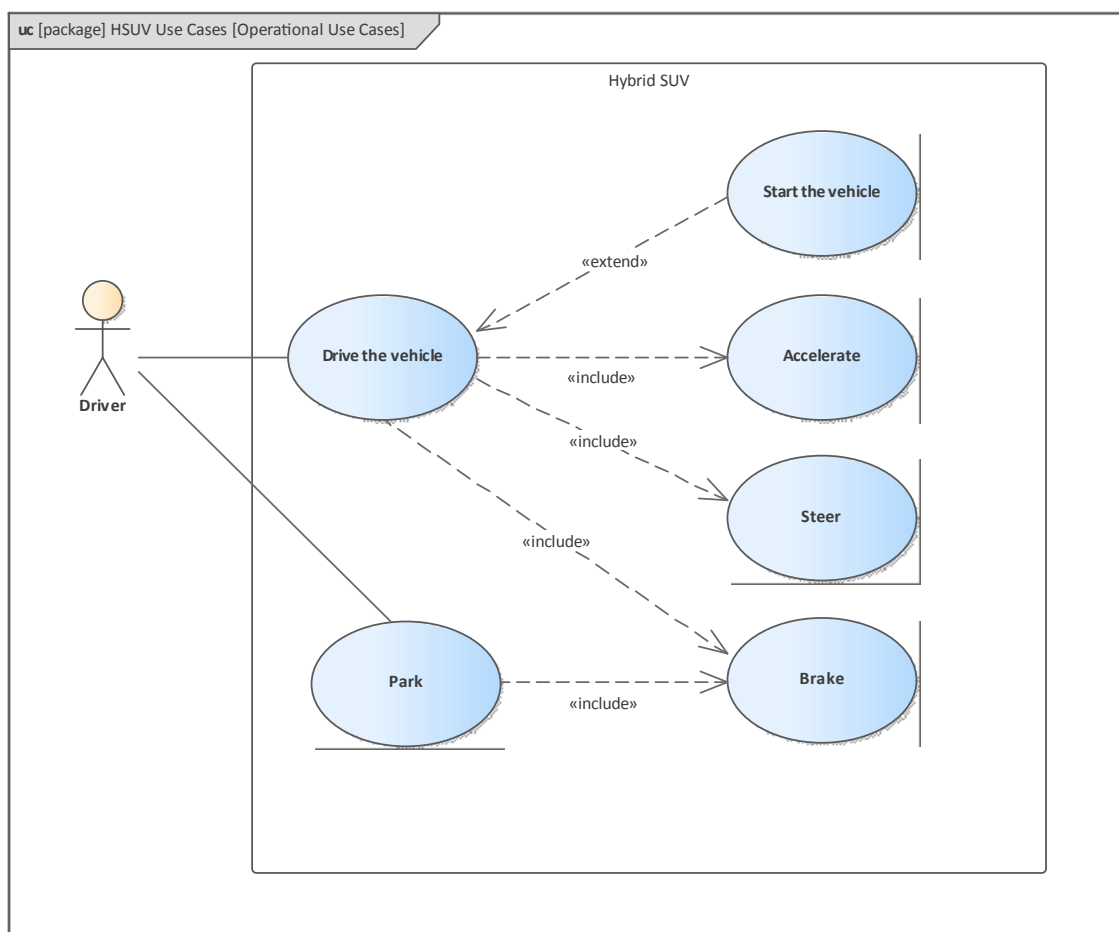 uc [package] HSUV Use Cases [Operational Use Cases]
Hybrid SUV
Start the vehicle
«extend»
Drive the vehicle
Accelerate
«include»
Driver
«include»
Steer
«include»
Park
Brake
«include»